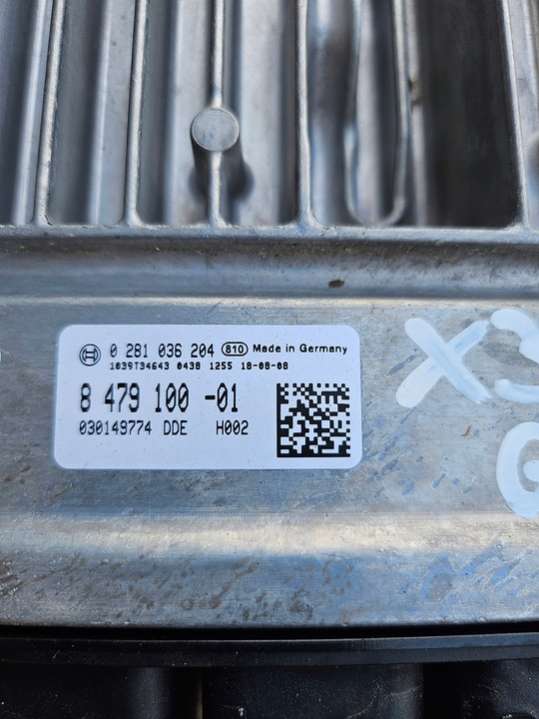 0 281 036 204 810 Made in Germany
1039T34643 0438 1255 18-08-08
8 479 100 -01
030149774 DDE H002
X3
G